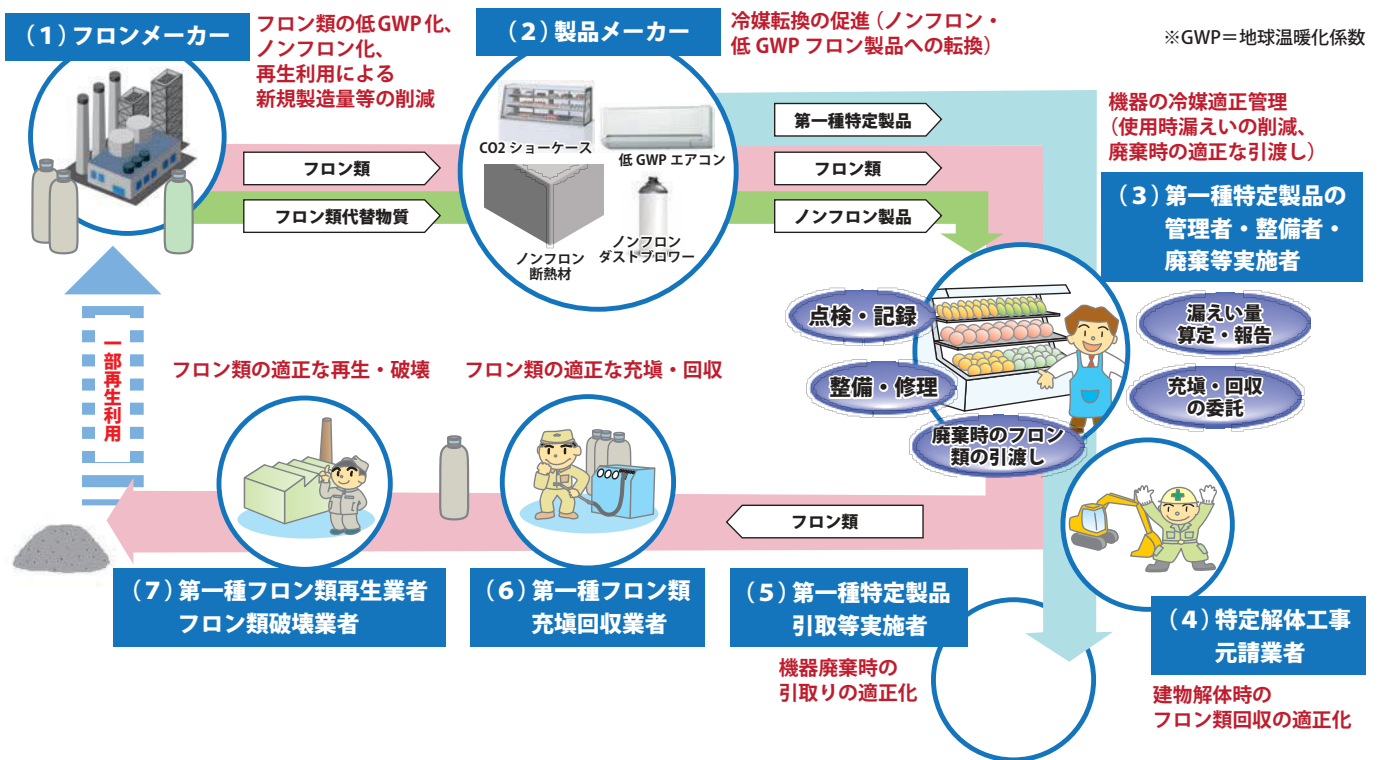 （1）フロンメーカー
フロン類の低GWP化、
ノンフロン化、
再生利用による
新規製造量等の削減
（2）製品メーカー
冷媒転換の促進（ノンフロン・
低 GWP フロン製品への転換）
※GWP＝地球温暖化係数
CO2 ショーケース
低 GWP エアコン
ノンフロン
断熱材
ノンフロン
ダストブロワー
フロン類
フロン類代替物質
第一種特定製品
フロン類
ノンフロン製品
機器の冷媒適正管理
（使用時漏えいの削減、
廃棄時の適正な引渡し）
（3）第一種特定製品の
管理者・整備者・
廃棄等実施者
点検・記録
整備・修理
廃棄時のフロン
類の引渡し
漏えい量
算定・報告
充塡・回収
の委託
（4）特定解体工事
元請業者
建物解体時の
フロン類回収の適正化
（5）第一種特定製品
引取等実施者
機器廃棄時の
引取りの適正化
フロン類
フロン類の適正な充塡・回収
（6）第一種フロン類
充塡回収業者
フロン類の適正な再生・破壊
（7）第一種フロン類再生業者
フロン類破壊業者
一部再生利用